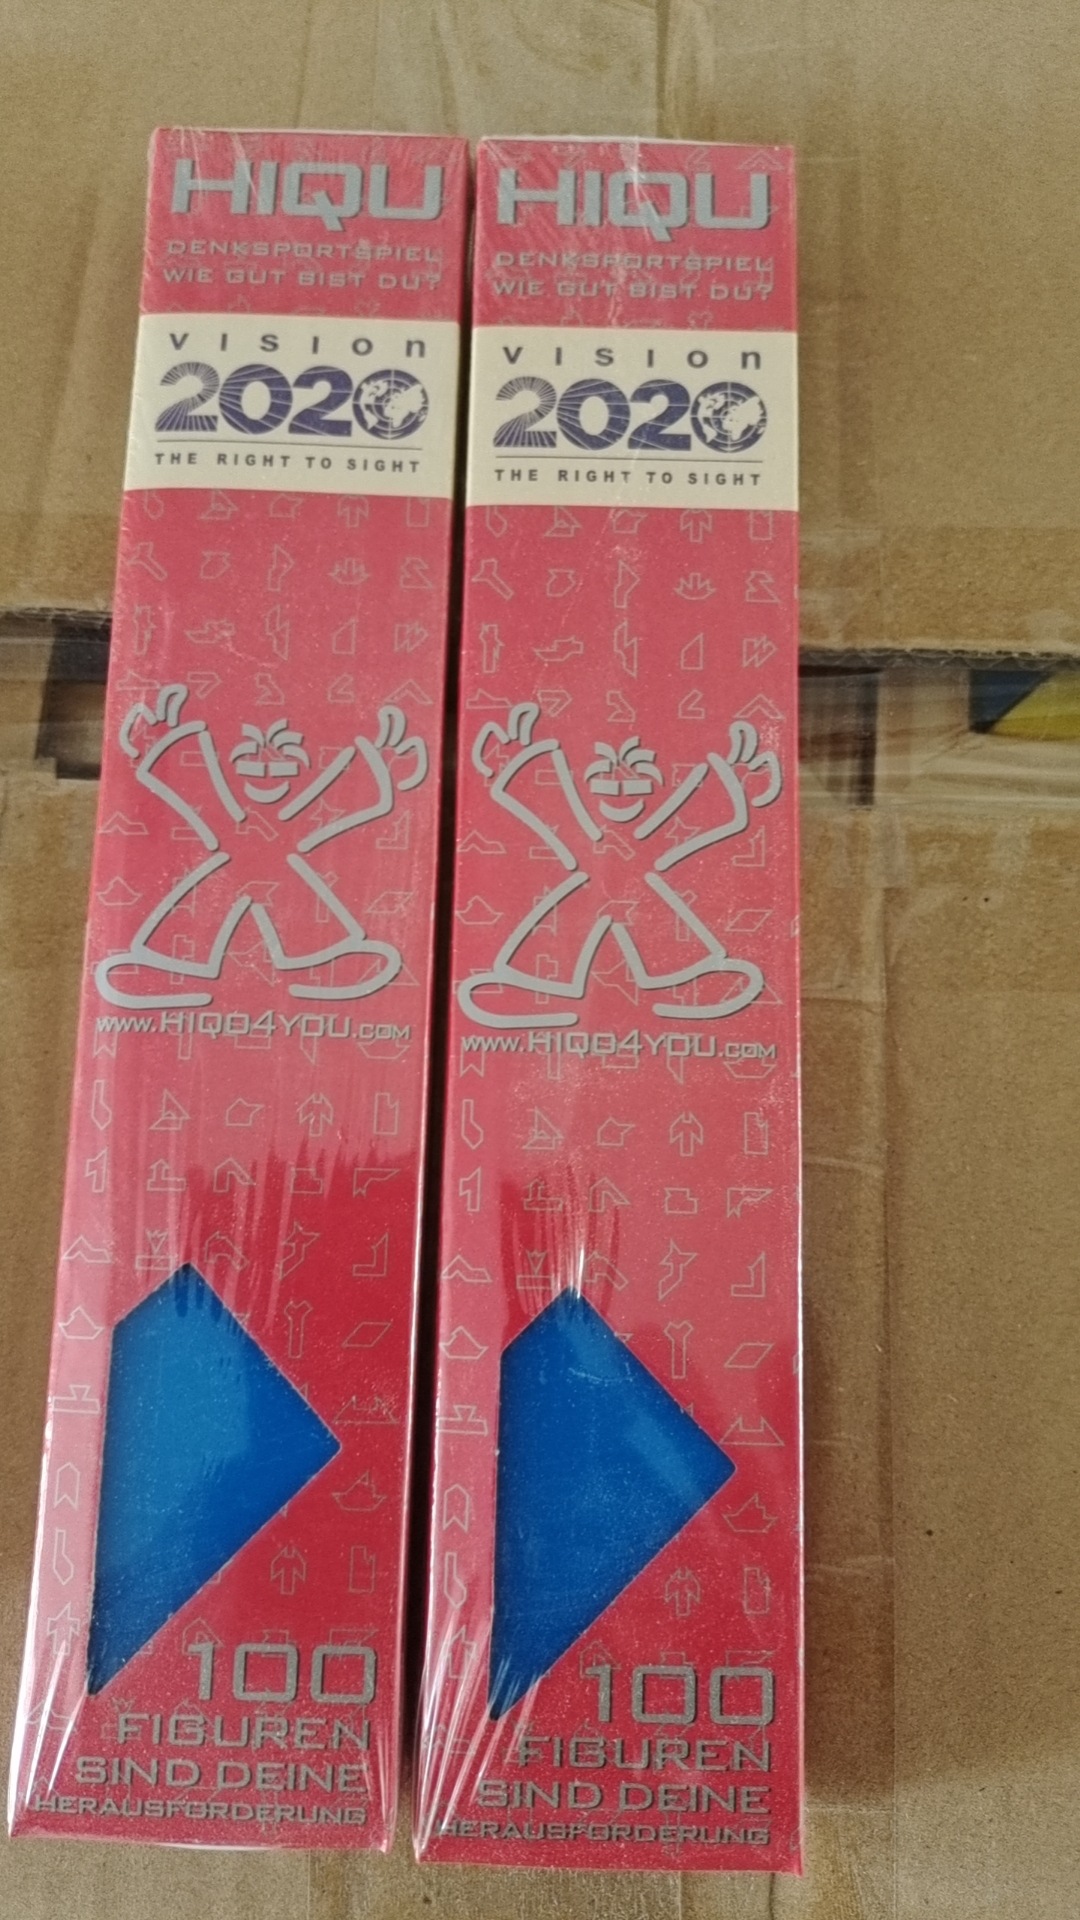 HIQU
DENKSPORTSPIEL
WIE GUT BIST DU?
VISION
2020
THE RIGHT TO SIGHT
www.HIQU4YOU.COM
100
FIGUREN
SIND DEINE
HERAUSFORDERUNG
HIQU
DENKSPORTSPIEL
WIE GUT BIST DU?
VISION
2020
THE RIGHT TO SIGHT
www.HIQU4YOU.COM
100
FIGUREN
SIND DEINE
HERAUSFORDERUNG